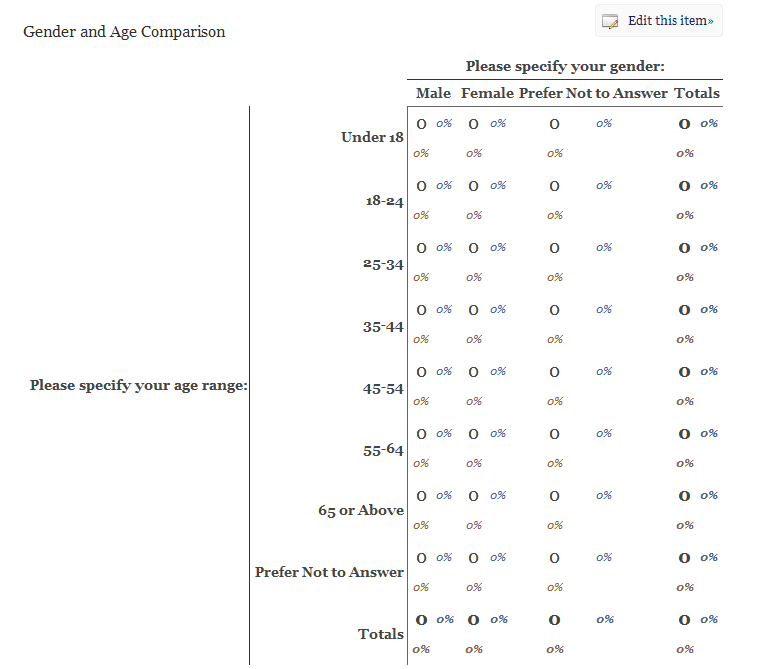 Edit this item»
Gender and Age Comparison
Please specify your gender:
Male Female Prefer Not to Answer Totals
0 0% 0 0% 0 0% 0 0%
Under 18
0% 0% 0% 0%
0 0% 0 0% 0 0% 0 0%
18-24
0% 0% 0% 0%
0 0% 0 0% 0 0% 0 0%
25-34
0% 0% 0% 0%
0 0% 0 0% 0 0% 0 0%
35-44
0% 0% 0% 0%
0 0% 0 0% 0 0% 0 0%
Please specify your age range:
45-54
0% 0% 0% 0%
0 0% 0 0% 0 0% 0 0%
55-64
0% 0% 0% 0%
0 0% 0 0% 0 0% 0 0%
65 or Above
0% 0% 0% 0%
0 0% 0 0% 0 0% 0 0%
Prefer Not to Answer
0% 0% 0% 0%
0 0% 0 0% 0 0% 0 0%
Totals
0% 0% 0% 0%